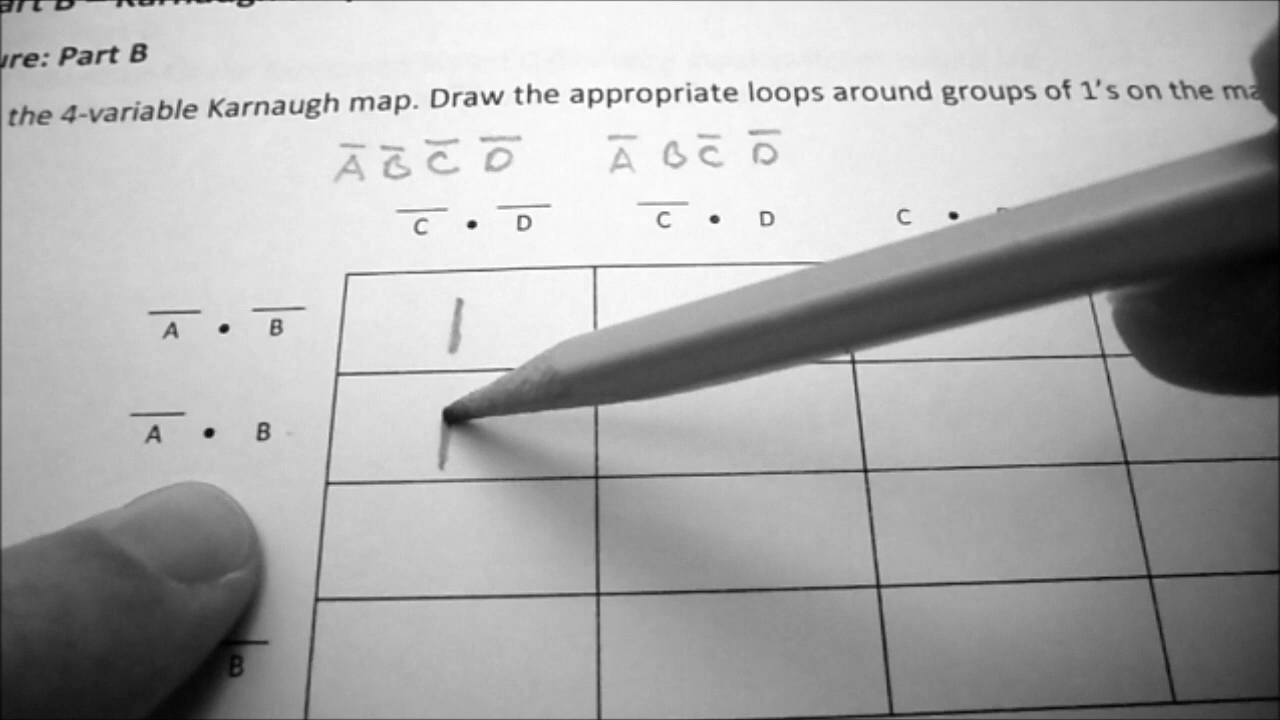 ure: Part B
the 4-variable Karnaugh map. Draw the appropriate loops around groups of 1's on the ma
A̅ B̅ C̅ D̅ A̅ B C̅ D̅
C̅ • D̅ C̅ • D C •
A̅ • B̅ 1
A̅ • B 1
B̅